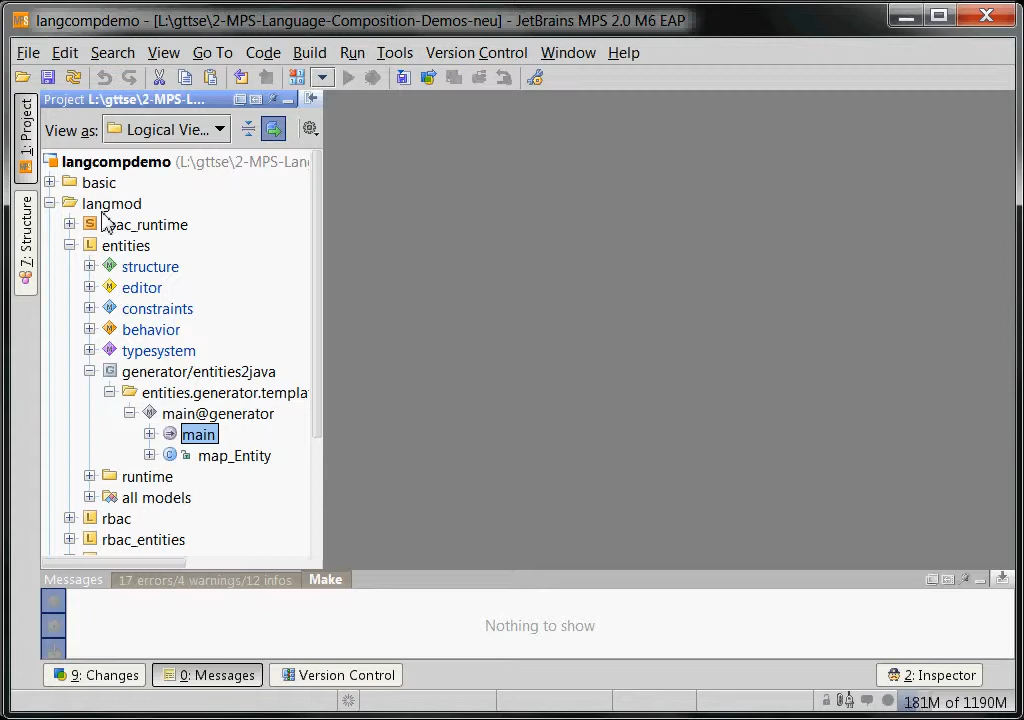 langcompdemo - [L:\gttse\2-MPS-Language-Composition-Demos-neu] - JetBrains MPS 2.0 M6 EAP
File Edit Search View Go To Code Build Run Tools Version Control Window Help
Project L:\gttse\2-MPS-L...
1: Project
View as: Logical Vie...
langcompdemo (L:\gttse\2-MPS-Lan
basic
langmod
ac_runtime
entities
structure
7: Structure
editor
constraints
behavior
typesystem
generator/entities2java
entities.generator.templa
main@generator
main
map_Entity
runtime
all models
rbac
rbac_entities
Messages 17 errors/4 warnings/12 infos Make
Nothing to show
9: Changes 0: Messages Version Control 2: Inspector
181M of 1190M